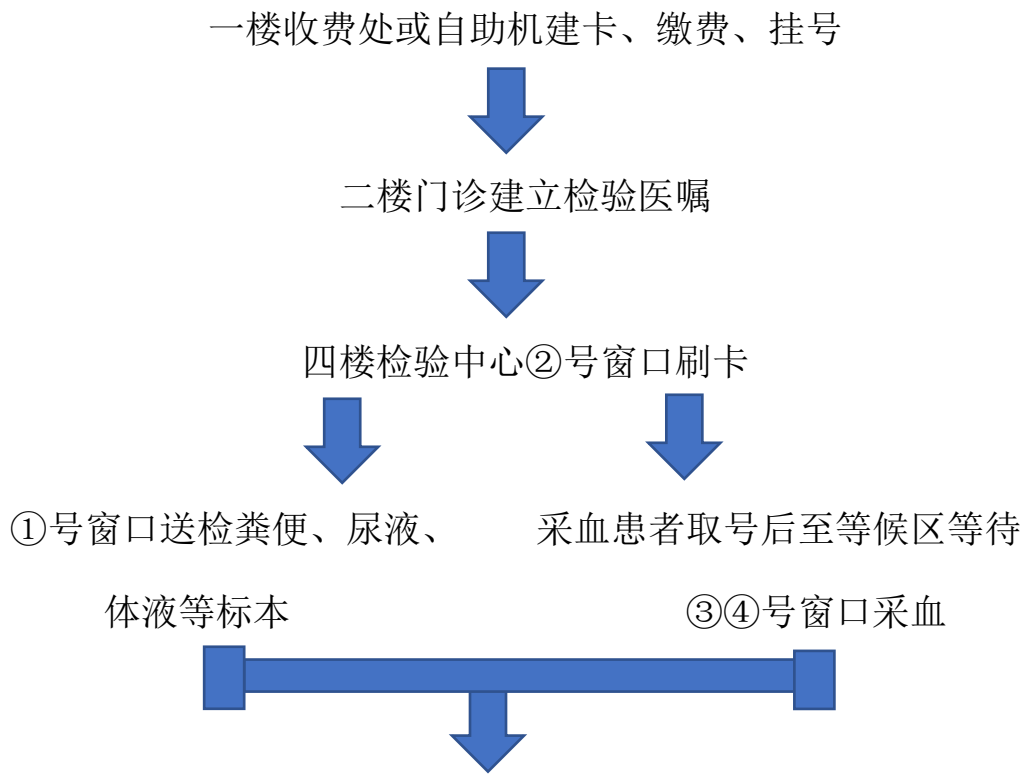 一楼收费处或自助机建卡、缴费、挂号
二楼门诊建立检验医嘱
四楼检验中心②号窗口刷卡
①号窗口送检粪便、尿液、
体液等标本
采血患者取号后至等候区等待
③④号窗口采血